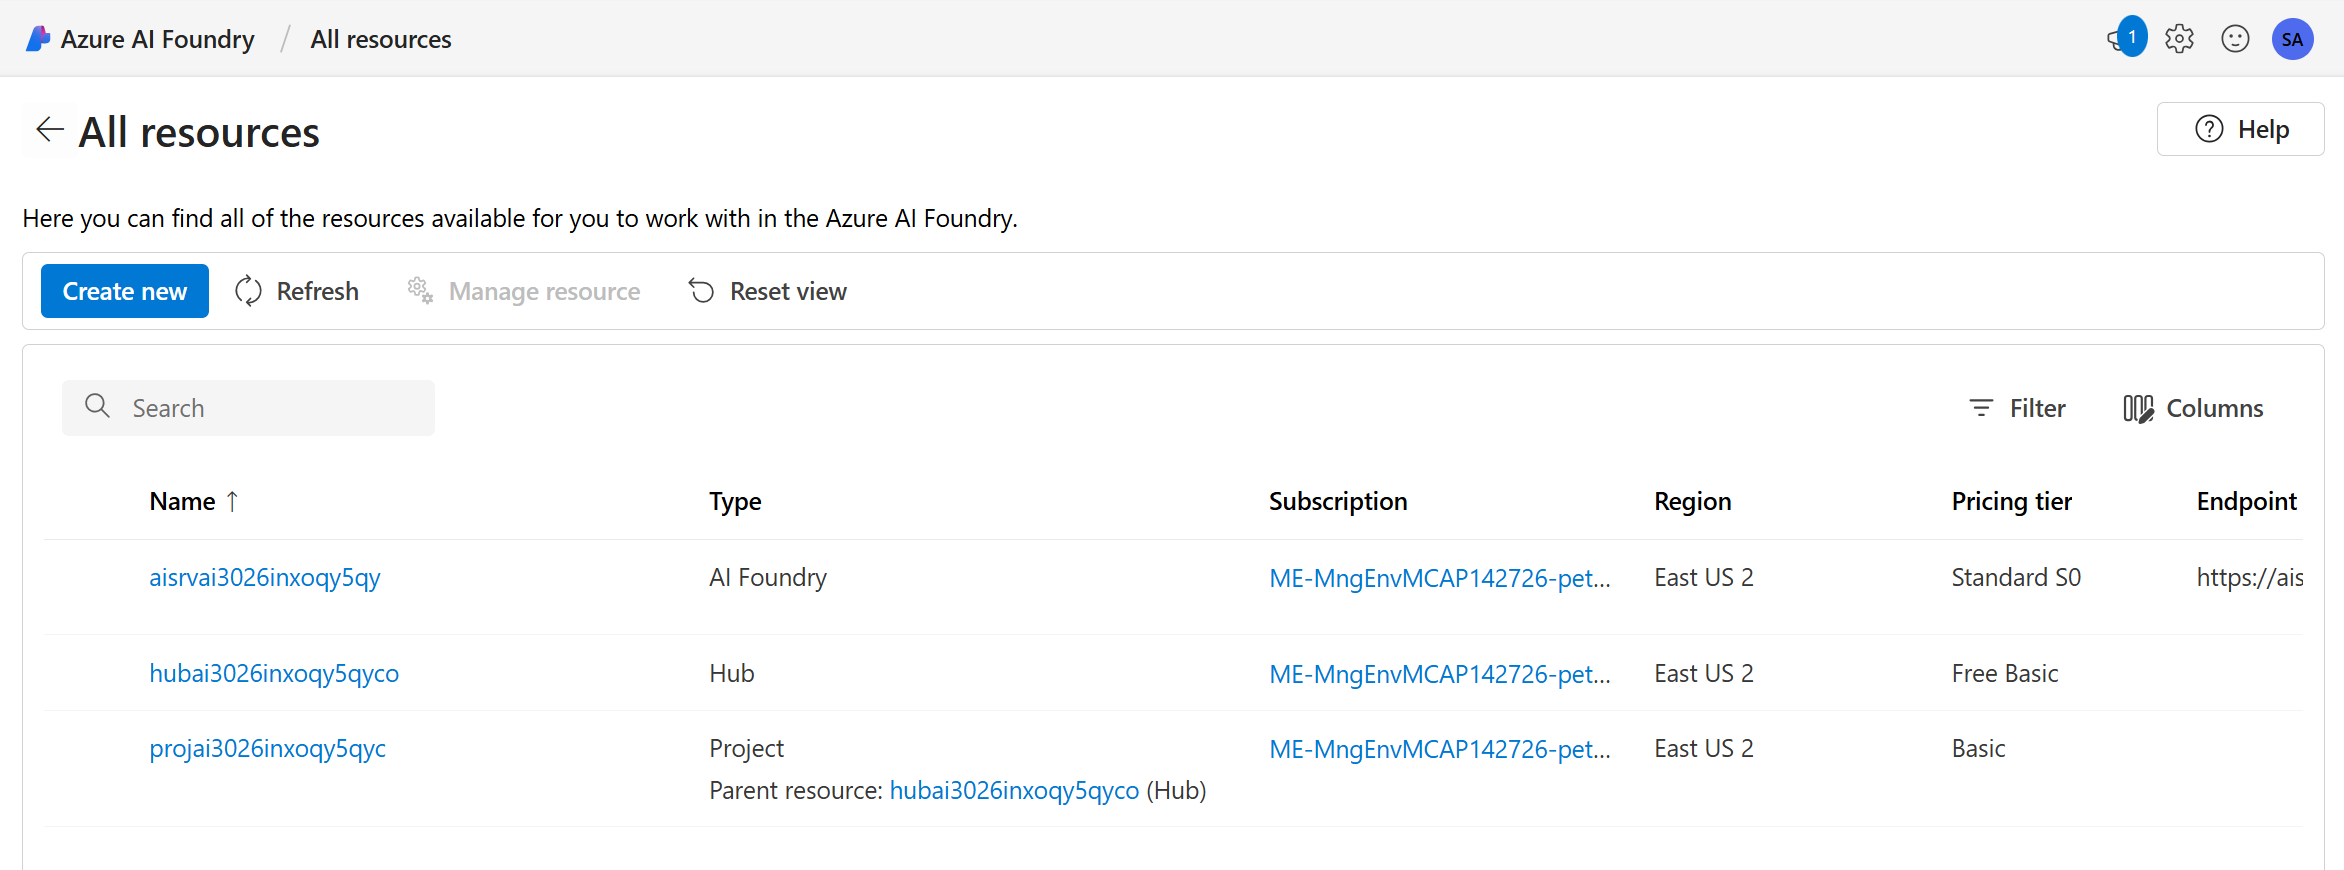 Azure AI Foundry / All resources
1
SA
All resources
Help
Here you can find all of the resources available for you to work with in the Azure AI Foundry.
Create new Refresh Manage resource Reset view
Search Filter Columns
Name ↑ Type Subscription Region Pricing tier Endpoint
aisrvai3026inxoqy5qy AI Foundry ME-MngEnvMCAP142726-pet... East US 2 Standard S0 https://ais
hubai3026inxoqy5qyco Hub ME-MngEnvMCAP142726-pet... East US 2 Free Basic
projai3026inxoqy5qyc Project ME-MngEnvMCAP142726-pet... East US 2 Basic
Parent resource: hubai3026inxoqy5qyco (Hub)